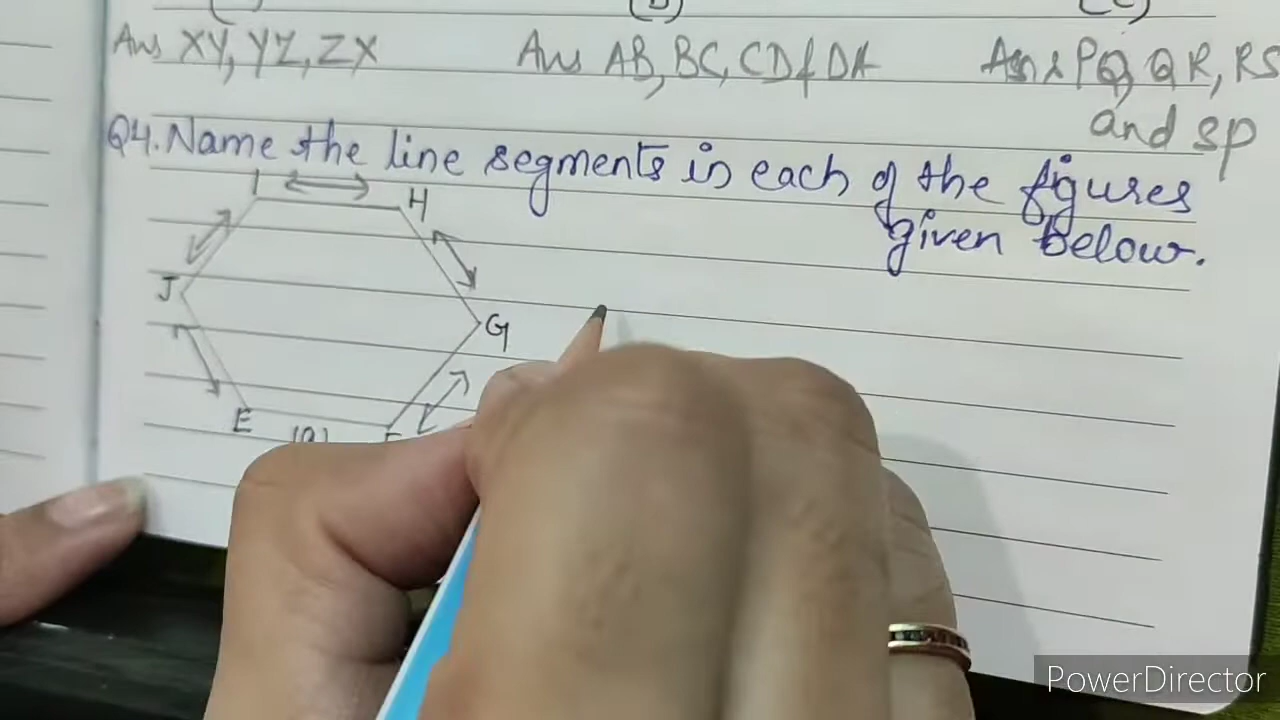 (B)
(C)
Ans XY, YZ, ZX
Ans AB, BC, CD & DA
Ans PQ, QR, RS
and SP
Q4. Name the line segments in each of the figures
given below.
I
H
J
G
E
F
(a)
PowerDirector